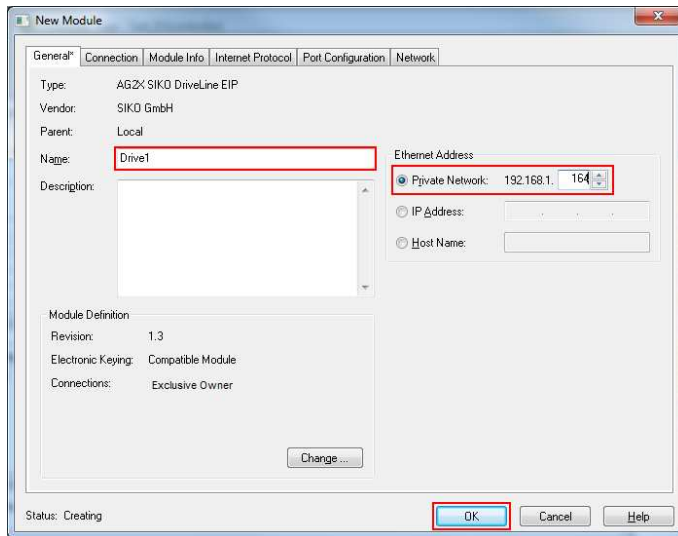 New Module
General* Connection Module Info Internet Protocol Port Configuration Network
Type: AG2X SIKO DriveLine EIP
Vendor: SIKO GmbH
Parent: Local
Name: Drive1
Description:
Ethernet Address
Private Network: 192.168.1. 164
IP Address: . . .
Host Name:
Module Definition
Revision: 1.3
Electronic Keying: Compatible Module
Connections: Exclusive Owner
Change ...
Status: Creating
OK Cancel Help